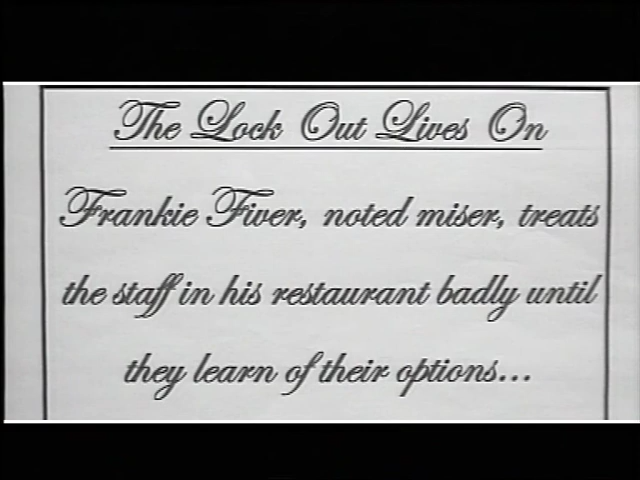 The Lock Out Lives On
Frankie Fiver, noted miser, treats
the staff in his restaurant badly until
they learn of their options...